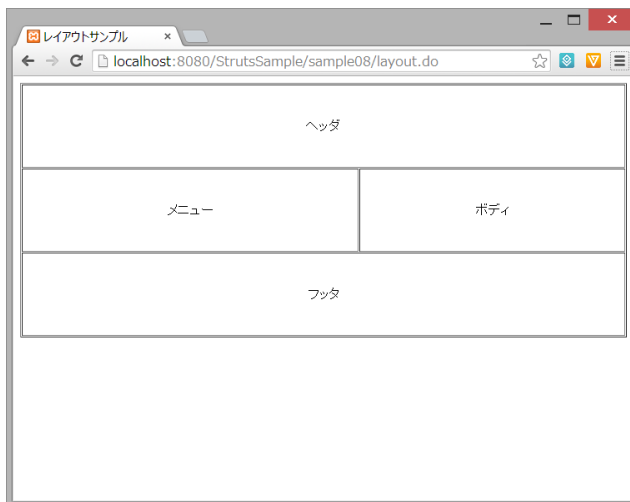 レイアウトサンプル
localhost:8080/StrutsSample/sample08/layout.do
ヘッダ
メニュー
ボディ
フッタ